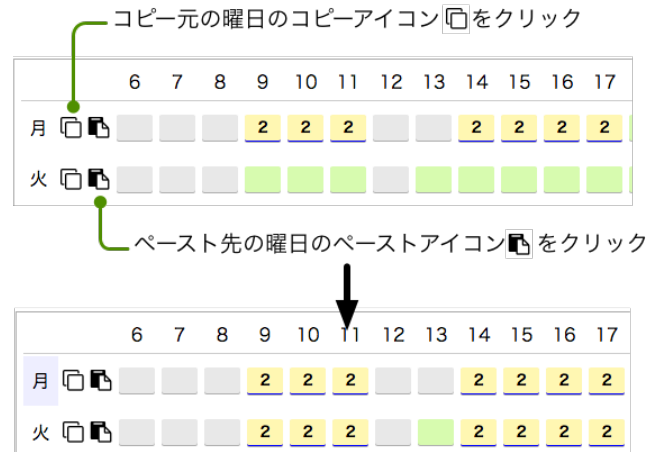 コピー元の曜日のコピーアイコンをクリック
6 7 8 9 10 11 12 13 14 15 16 17
月 2 2 2 2 2 2 2
火
ペースト先の曜日のペーストアイコンをクリック
6 7 8 9 10 11 12 13 14 15 16 17
月 2 2 2 2 2 2 2
火 2 2 2 2 2 2 2